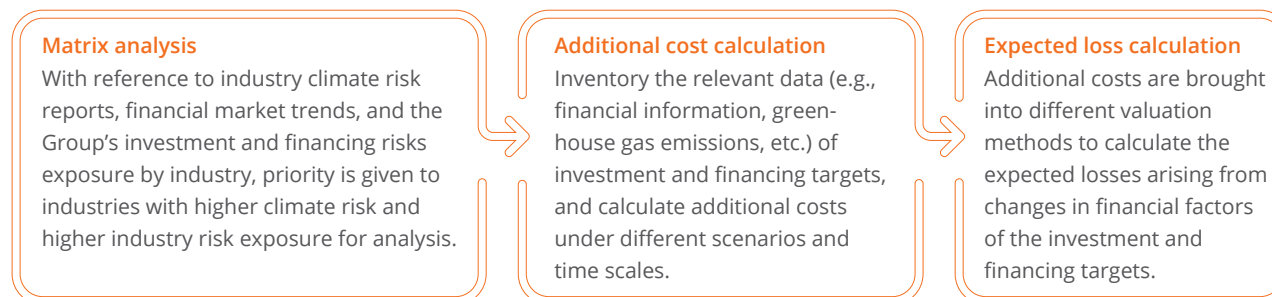 Matrix analysis
With reference to industry climate risk
reports, financial market trends, and the
Group's investment and financing risks
exposure by industry, priority is given to
industries with higher climate risk and
higher industry risk exposure for analysis.
Additional cost calculation
Inventory the relevant data (e.g.,
financial information, green-
house gas emissions, etc.) of
investment and financing targets,
and calculate additional costs
under different scenarios and
time scales.
Expected loss calculation
Additional costs are brought
into different valuation
methods to calculate the
expected losses arising from
changes in financial factors
of the investment and
financing targets.